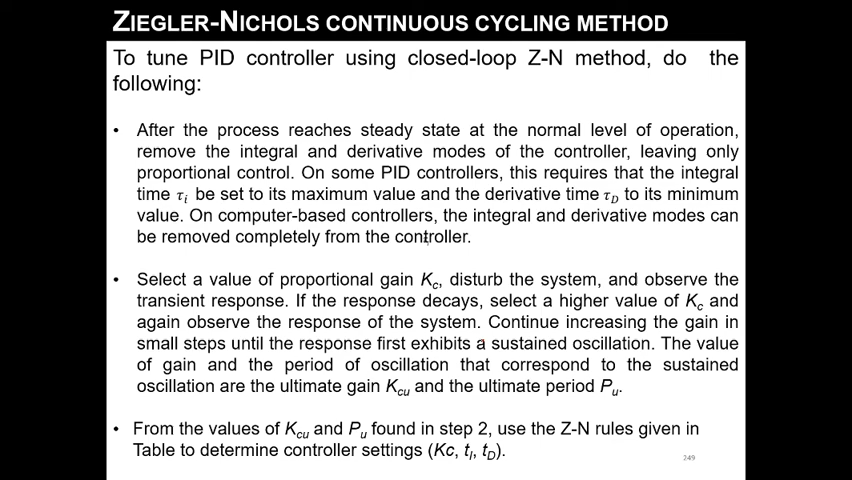 ZIEGLER-NICHOLS CONTINUOUS CYCLING METHOD
To tune PID controller using closed-loop Z-N method, do the
following:
• After the process reaches steady state at the normal level of operation,
remove the integral and derivative modes of the controller, leaving only
proportional control. On some PID controllers, this requires that the integral
time τi be set to its maximum value and the derivative time τD to its minimum
value. On computer-based controllers, the integral and derivative modes can
be removed completely from the controller.
• Select a value of proportional gain Kc, disturb the system, and observe the
transient response. If the response decays, select a higher value of Kc and
again observe the response of the system. Continue increasing the gain in
small steps until the response first exhibits a sustained oscillation. The value
of gain and the period of oscillation that correspond to the sustained
oscillation are the ultimate gain Kcu and the ultimate period Pu.
• From the values of Kcu and Pu found in step 2, use the Z-N rules given in
Table to determine controller settings (Kc, tI, tD).
249